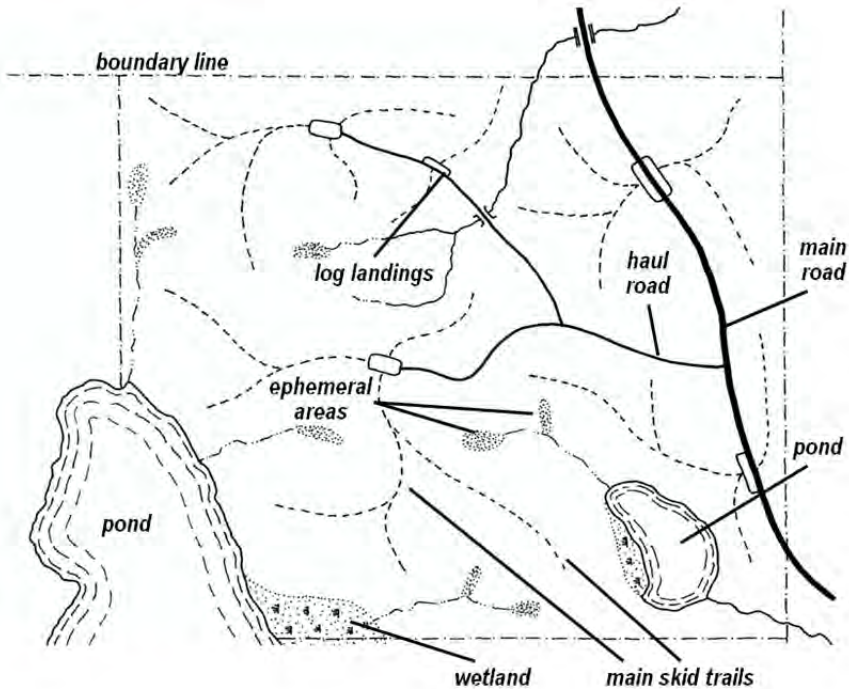 boundary line
log landings
haul
road
main
road
ephemeral
areas
pond
pond
wetland
main skid trails